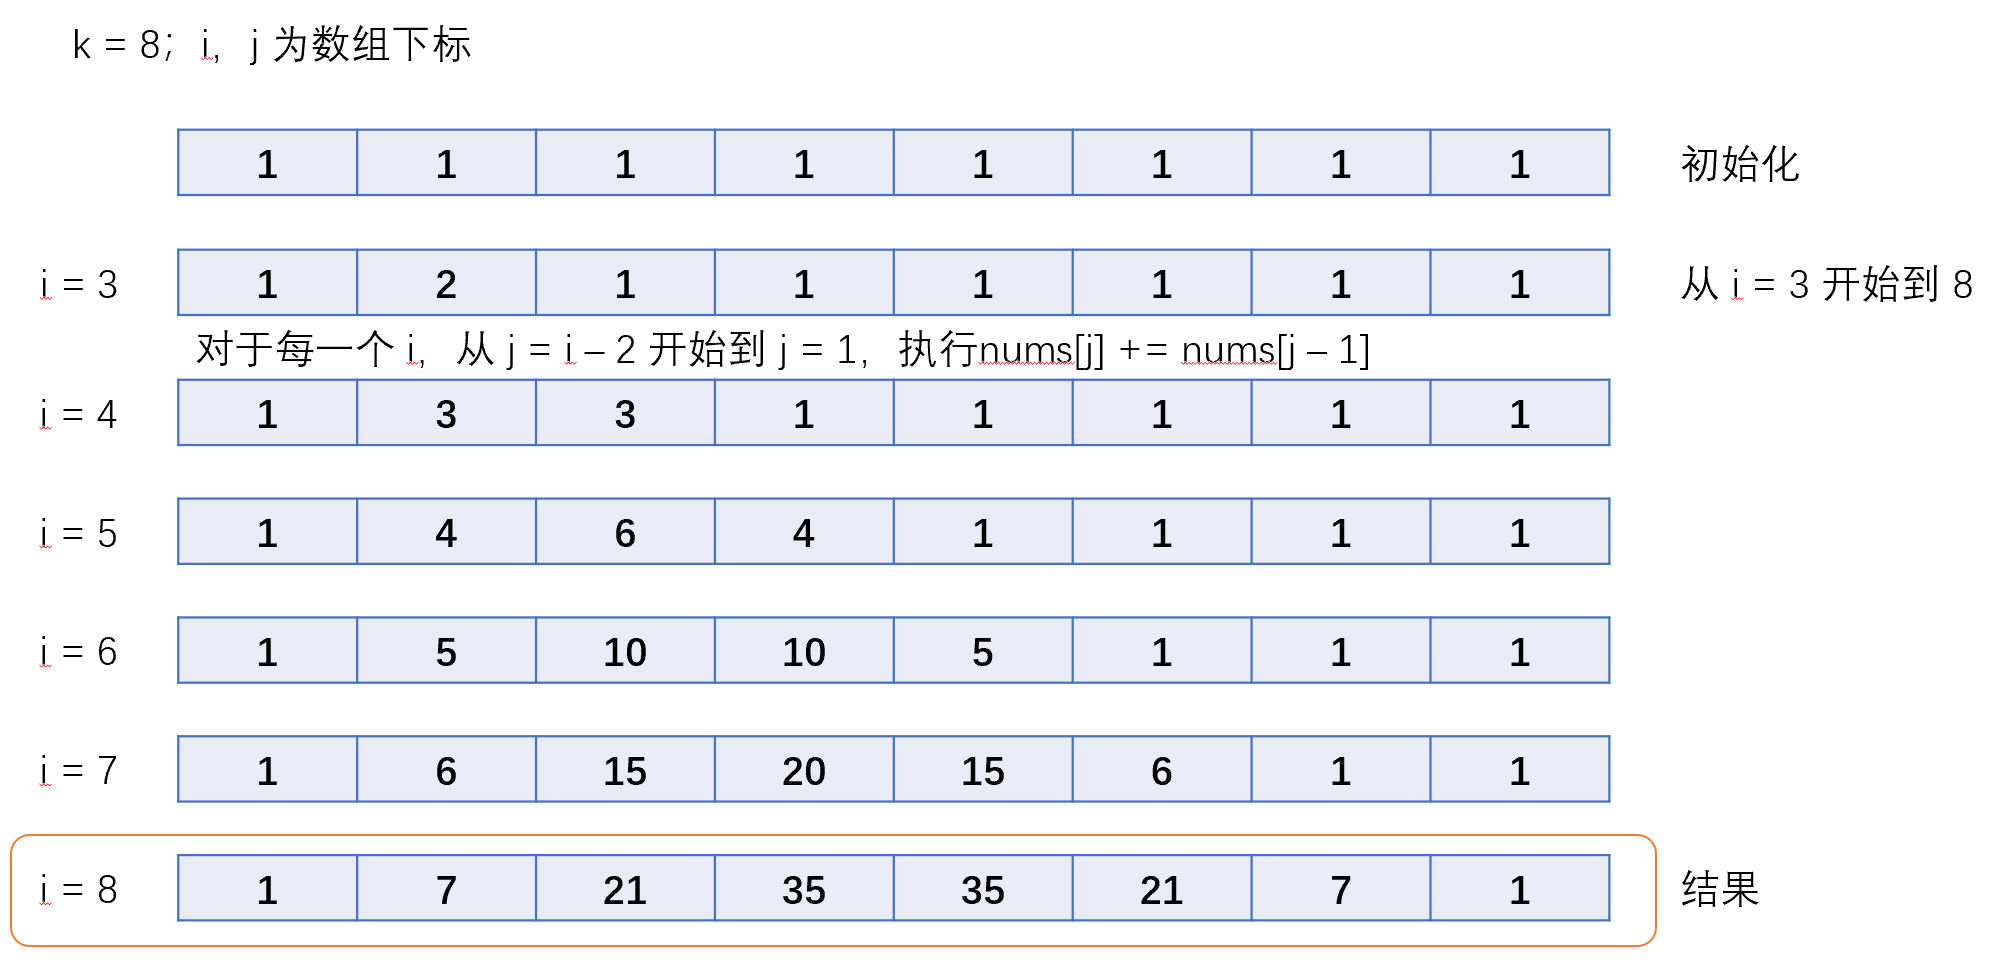 k = 8；i，j 为数组下标
1 1 1 1 1 1 1 1 初始化
i = 3 1 2 1 1 1 1 1 1 从 i = 3 开始到 8
对于每一个 i，从 j = i – 2 开始到 j = 1，执行nums[j] += nums[j – 1]
i = 4 1 3 3 1 1 1 1 1
i = 5 1 4 6 4 1 1 1 1
i = 6 1 5 10 10 5 1 1 1
i = 7 1 6 15 20 15 6 1 1
i = 8 1 7 21 35 35 21 7 1 结果